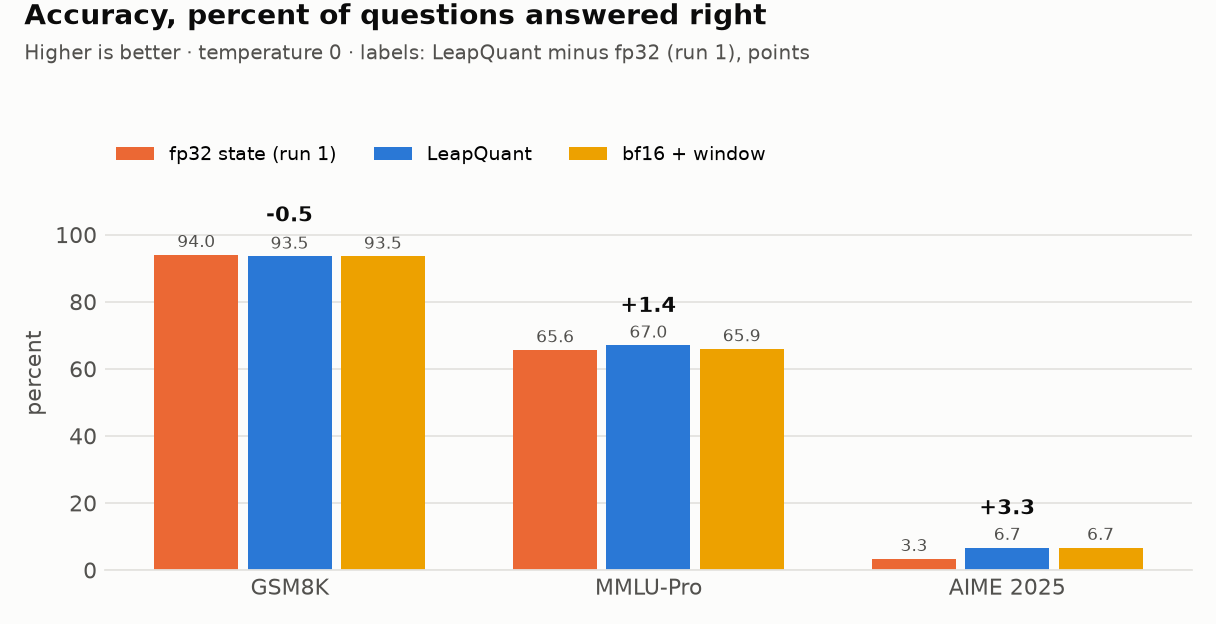 Accuracy, percent of questions answered right
Higher is better · temperature 0 · labels: LeapQuant minus fp32 (run 1), points
fp32 state (run 1) LeapQuant bf16 + window
-0.5
100 94.0 93.5 93.5
80 +1.4
65.6 67.0 65.9
60
percent
40
20 +3.3
3.3 6.7 6.7
0
GSM8K MMLU-Pro AIME 2025